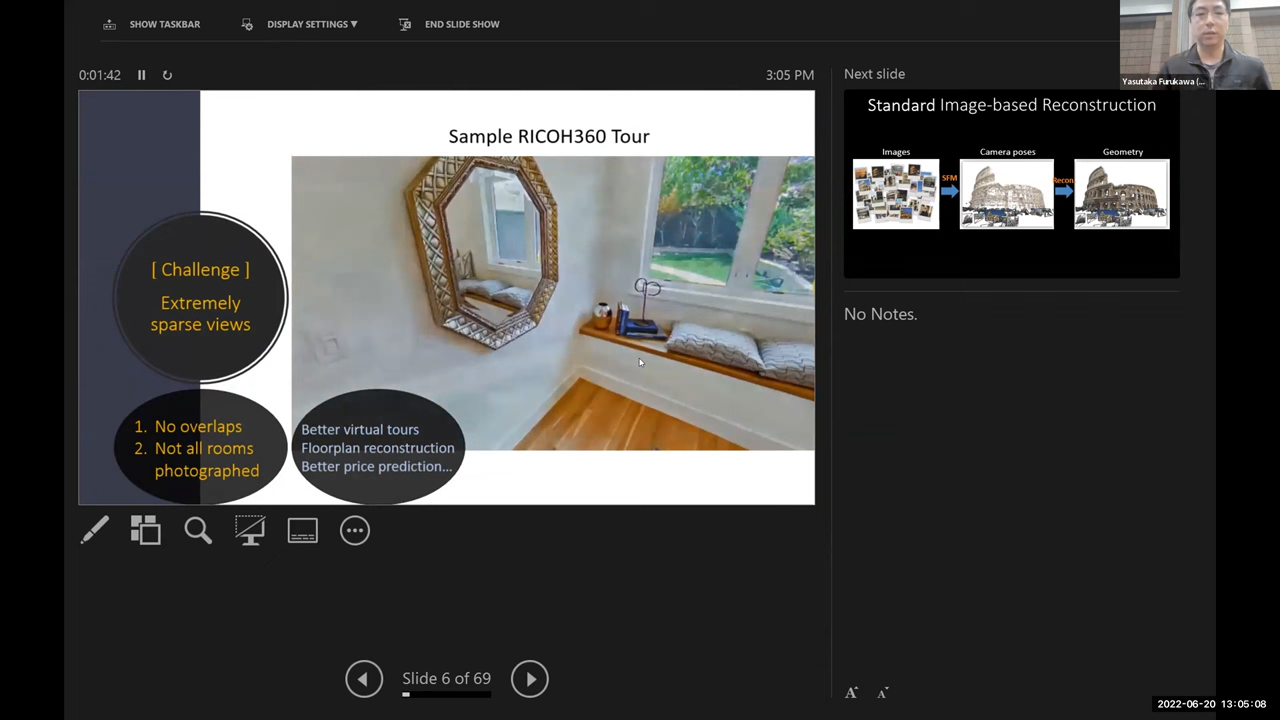 SHOW TASKBAR
DISPLAY SETTINGS ▼
END SLIDE SHOW
0:01:42
3:05 PM
Sample RICOH360 Tour
[ Challenge ]
Extremely
sparse views
1. No overlaps
2. Not all rooms
photographed
Better virtual tours
Floorplan reconstruction
Better price prediction...
Slide 6 of 69
Next slide
Standard Image-based Reconstruction
Images
Camera poses
Geometry
SFM
Recon
No Notes.
A
A
Yasutaka Furukawa (...
2022-06-20 13:05:08